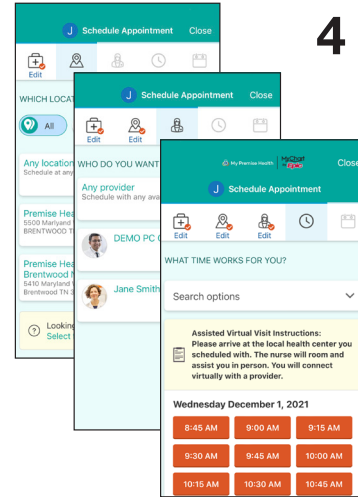 4
J Schedule Appointment Close
Edit
WHICH LOCAT
All
Any location
Schedule at any
Premise Hea
5500 Maryland
BRENTWOOD T
Premise Hea
Brentwood
5410 Maryland
Brentwood TN 3
Looking
Select
J Schedule Appointment Close
Edit Edit
WHO DO YOU WANT
Any provider
Schedule with any ava
DEMO PC
Jane Smith
My Premise Health MyChart Epic Close
J Schedule Appointment
Edit Edit Edit
WHAT TIME WORKS FOR YOU?
Search options
Assisted Virtual Visit Instructions:
Please arrive at the local health center you
scheduled with. The nurse will room and
assist you in person. You will connect
virtually with a provider.
Wednesday December 1, 2021
8:45 AM 9:00 AM 9:15 AM
9:30 AM 9:45 AM 10:00 AM
10:15 AM 10:30 AM 10:45 AM